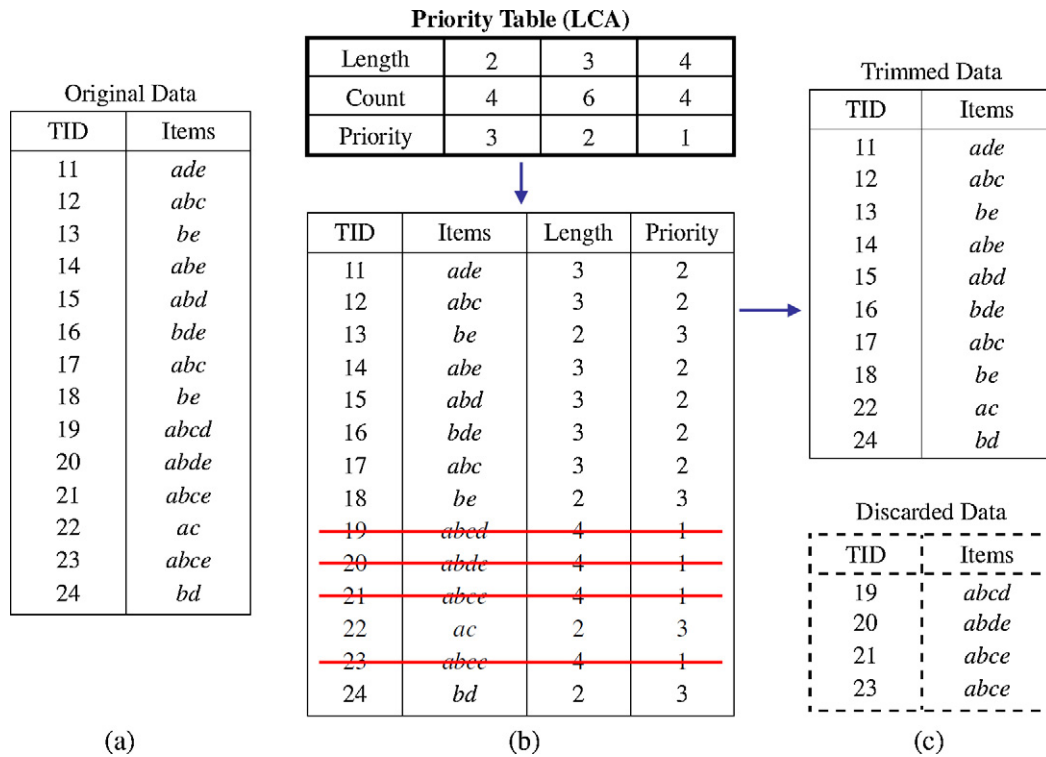 Priority Table (LCA)
Length 2 3 4
Count 4 6 4
Priority 3 2 1
Original Data
TID Items
11 ade
12 abc
13 be
14 abe
15 abd
16 bde
17 abc
18 be
19 abcd
20 abde
21 abce
22 ac
23 abce
24 bd
(a)
TID Items Length Priority
11 ade 3 2
12 abc 3 2
13 be 2 3
14 abe 3 2
15 abd 3 2
16 bde 3 2
17 abc 3 2
18 be 2 3
19 abcd 4 1
20 abde 4 1
21 abce 4 1
22 ac 2 3
23 abce 4 1
24 bd 2 3
(b)
Trimmed Data
TID Items
11 ade
12 abc
13 be
14 abe
15 abd
16 bde
17 abc
18 be
22 ac
24 bd
Discarded Data
TID Items
19 abcd
20 abde
21 abce
23 abce
(c)